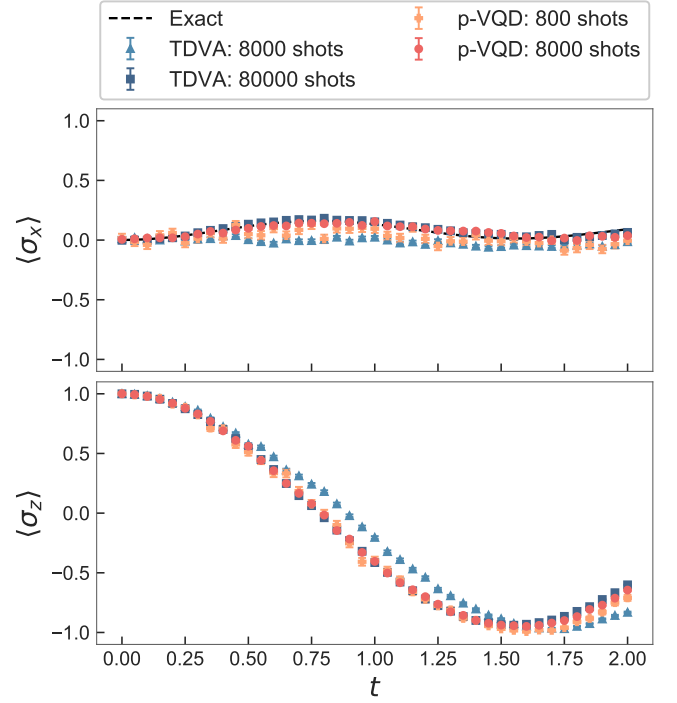 Exact
TDVA: 8000 shots
TDVA: 80000 shots
p-VQD: 800 shots
p-VQD: 8000 shots
1.0
0.5
0.0
−0.5
−1.0
⟨σx⟩
1.0
0.5
0.0
−0.5
−1.0
⟨σz⟩
0.00 0.25 0.50 0.75 1.00 1.25 1.50 1.75 2.00
t